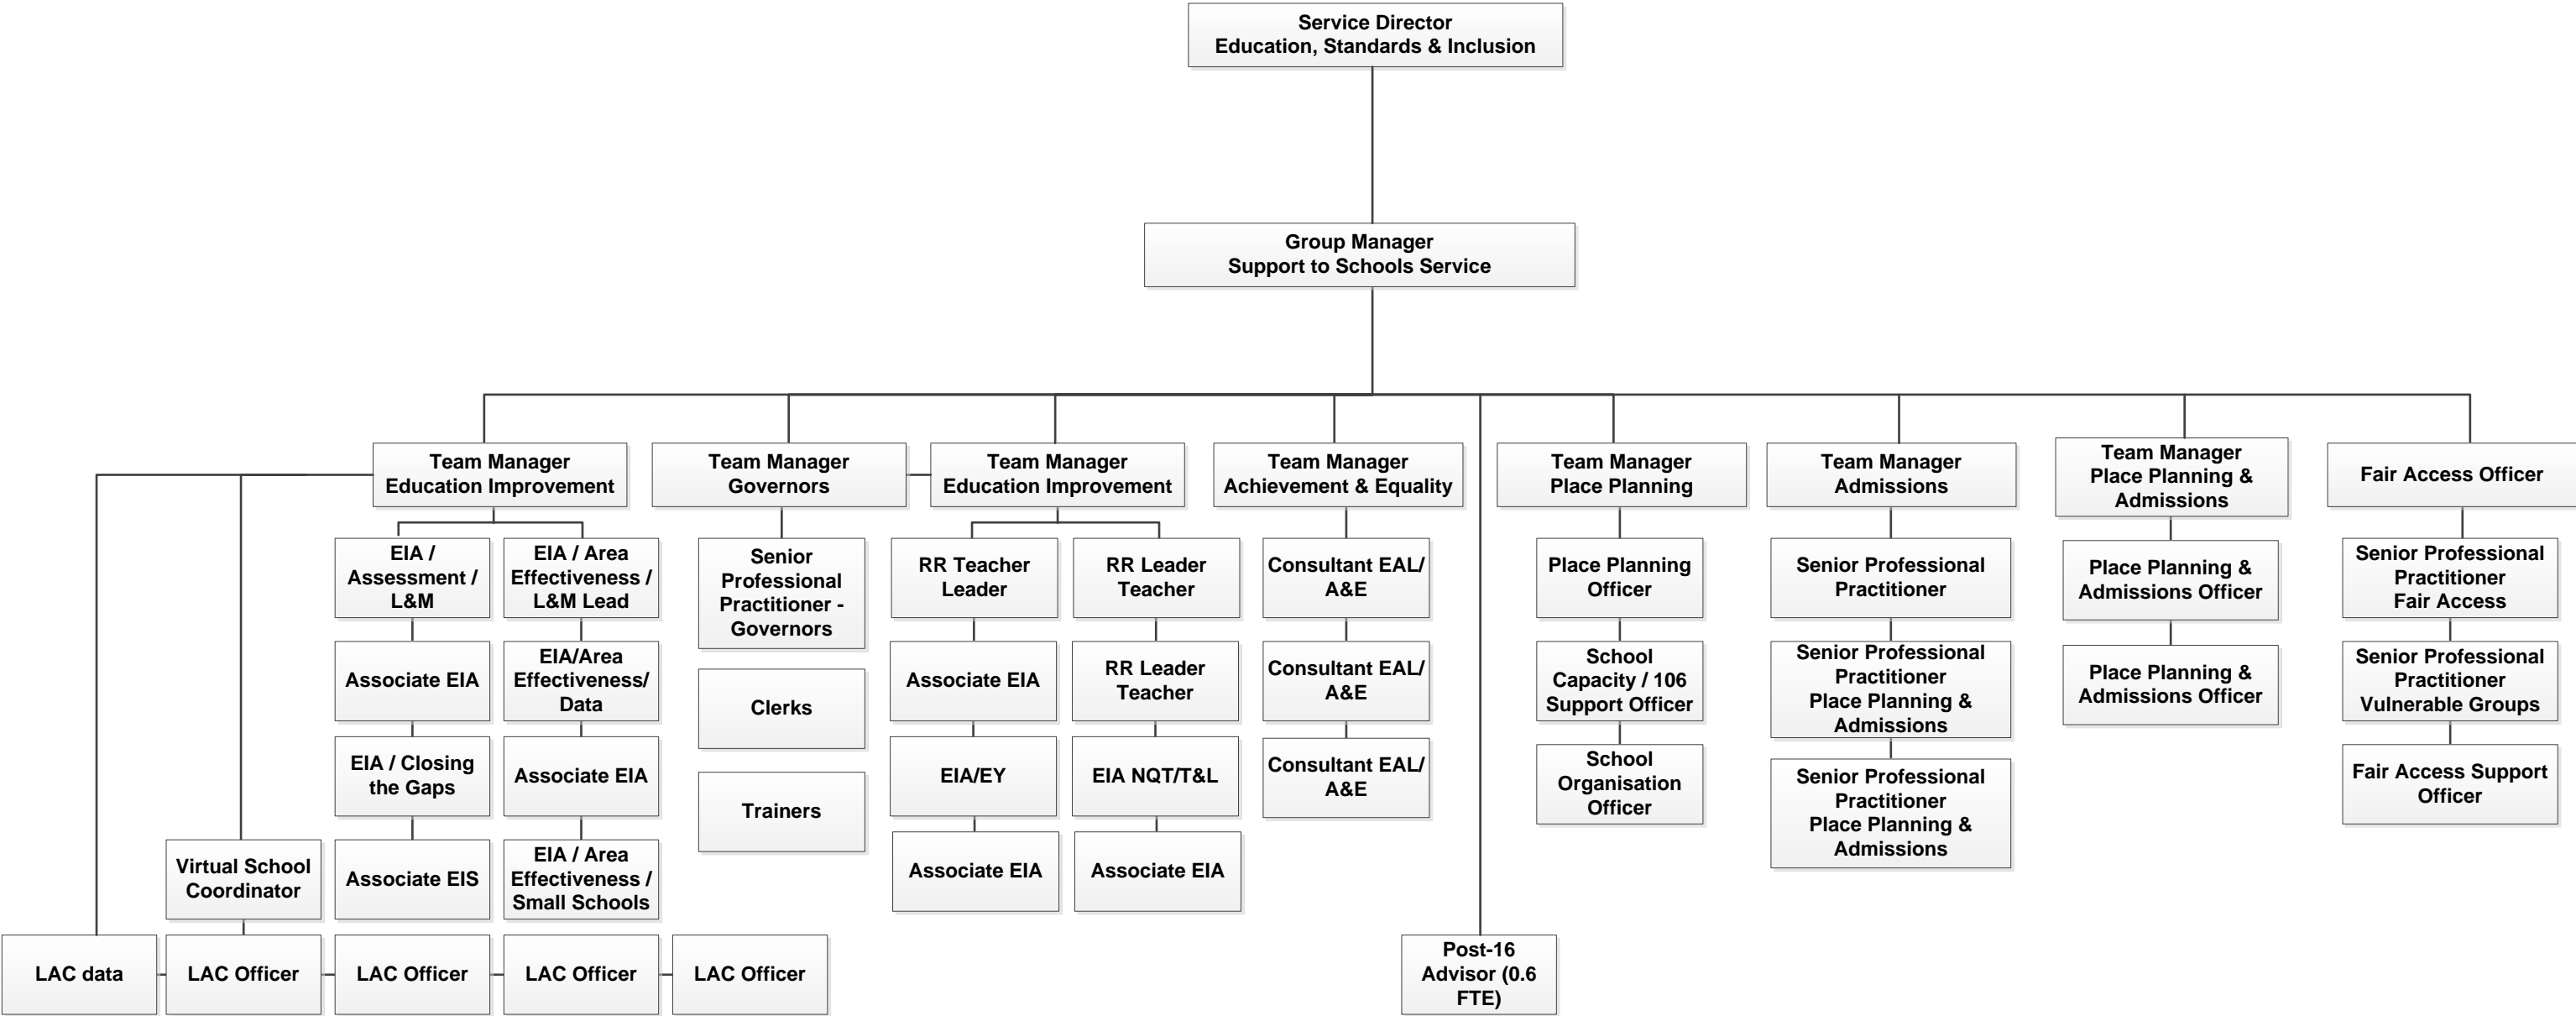 Service Director
Education, Standards & Inclusion
Group Manager
Support to Schools Service
Team Manager
Education Improvement
Team Manager
Governors
Team Manager
Education Improvement
Team Manager
Achievement & Equality
Team Manager
Place Planning
Team Manager
Admissions
Team Manager
Place Planning &
Admissions
Fair Access Officer
EIA /
Assessment /
L&M
EIA / Area
Effectiveness /
L&M Lead
Senior
Professional
Practitioner -
Governors
RR Teacher
Leader
RR Leader
Teacher
Consultant EAL/
A&E
Place Planning
Officer
Senior Professional
Practitioner
Place Planning &
Admissions Officer
Senior Professional
Practitioner
Fair Access
Associate EIA
EIA/Area
Effectiveness/
Data
Clerks
Associate EIA
RR Leader
Teacher
Consultant EAL/
A&E
School
Capacity / 106
Support Officer
Senior Professional
Practitioner
Place Planning &
Admissions
Place Planning &
Admissions Officer
Senior Professional
Practitioner
Vulnerable Groups
EIA / Closing
the Gaps
Associate EIA
Trainers
EIA/EY
EIA NQT/T&L
Consultant EAL/
A&E
School
Organisation
Officer
Senior Professional
Practitioner
Place Planning &
Admissions
Fair Access Support
Officer
Virtual School
Coordinator
Associate EIS
EIA / Area
Effectiveness /
Small Schools
Associate EIA
Associate EIA
LAC data
LAC Officer
LAC Officer
LAC Officer
LAC Officer
Post-16
Advisor (0.6
FTE)